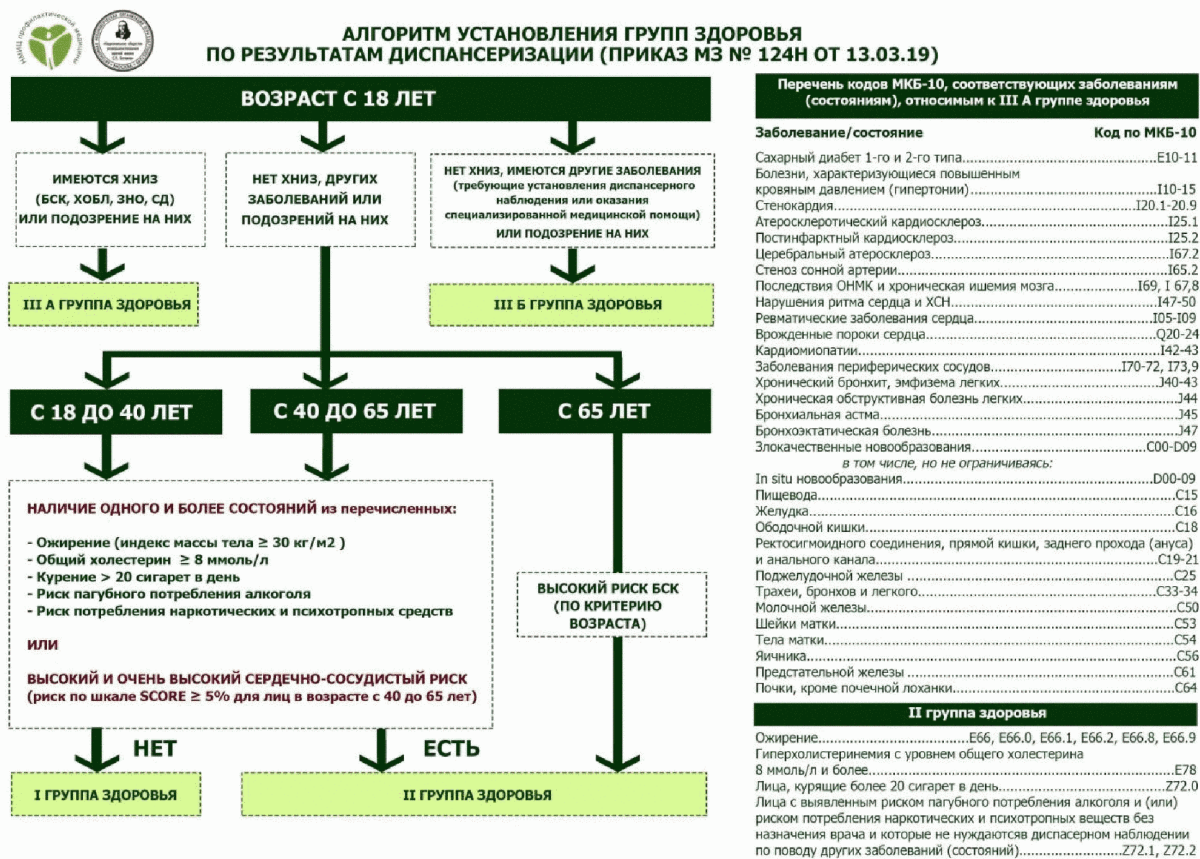 АЛГОРИТМ УСТАНОВЛЕНИЯ ГРУПП ЗДОРОВЬЯ
ПО РЕЗУЛЬТАТАМ ДИСПАНСЕРИЗАЦИИ (ПРИКАЗ МЗ № 124Н ОТ 13.03.19)
НМИЦ профилактической медицины
ВОЗРАСТ С 18 ЛЕТ
ИМЕЮТСЯ ХНИЗ
(БСК, ХОБЛ, ЗНО, СД)
ИЛИ ПОДОЗРЕНИЕ НА НИХ
НЕТ ХНИЗ, ДРУГИХ
ЗАБОЛЕВАНИЙ ИЛИ
ПОДОЗРЕНИЙ НА НИХ
НЕТ ХНИЗ, ИМЕЮТСЯ ДРУГИЕ ЗАБОЛЕВАНИЯ
(требующие установления диспансерного
наблюдения или оказания
специализированной медицинской помощи)
ИЛИ ПОДОЗРЕНИЕ НА НИХ
III А ГРУППА ЗДОРОВЬЯ
III Б ГРУППА ЗДОРОВЬЯ
С 18 ДО 40 ЛЕТ
С 40 ДО 65 ЛЕТ
С 65 ЛЕТ
НАЛИЧИЕ ОДНОГО И БОЛЕЕ СОСТОЯНИЙ из перечисленных:
- Ожирение (индекс массы тела ≥ 30 кг/м2 )
- Общий холестерин ≥ 8 ммоль/л
- Курение > 20 сигарет в день
- Риск пагубного потребления алкоголя
- Риск потребления наркотических и психотропных средств
ИЛИ
ВЫСОКИЙ И ОЧЕНЬ ВЫСОКИЙ СЕРДЕЧНО-СОСУДИСТЫЙ РИСК
(риск по шкале SCORE ≥ 5% для лиц в возрасте с 40 до 65 лет)
ВЫСОКИЙ РИСК БСК
(ПО КРИТЕРИЮ
ВОЗРАСТА)
НЕТ
ЕСТЬ
I ГРУППА ЗДОРОВЬЯ
II ГРУППА ЗДОРОВЬЯ
Перечень кодов МКБ-10, соответствующих заболеваниям
(состояниям), относимым к III А группе здоровья
Заболевание/состояние Код по МКБ-10
Сахарный диабет 1-го и 2-го типа...E10-11
Болезни, характеризующиеся повышенным
кровяным давлением (гипертонии)...I10-15
Стенокардия...I20.1-20.9
Атеросклеротический кардиосклероз...I25.1
Постинфарктный кардиосклероз...I25.2
Церебральный атеросклероз...I67.2
Стеноз сонной артерии...I65.2
Последствия ОНМК и хроническая ишемия мозга...I69, I 67,8
Нарушения ритма сердца и ХСН...I47-50
Ревматические заболевания сердца...I05-I09
Врожденные пороки сердца...Q20-24
Кардиомиопатии...I42-43
Заболевания периферических сосудов...I70-72, I73,9
Хронический бронхит, эмфизема легких...J40-43
Хроническая обструктивная болезнь легких...J44
Бронхиальная астма...J45
Бронхоэктатическая болезнь...J47
Злокачественные новообразования...C00-D09
в том числе, но не ограничиваясь:
In situ новообразования...D00-09
Пищевода...C15
Желудка...C16
Ободочной кишки...C18
Ректосигмоидного соединения, прямой кишки, заднего прохода (ануса)
и анального канала...C19-21
Поджелудочной железы...C25
Трахеи, бронхов и легкого...C33-34
Молочной железы...C50
Шейки матки...C53
Тела матки...C54
Яичника...C56
Предстательной железы...C61
Почки, кроме почечной лоханки...C64
II группа здоровья
Ожирение...E66, E66.0, E66.1, E66.2, E66.8, E66.9
Гиперхолистеринемия с уровнем общего холестерина
8 ммоль/л и более...E78
Лица, курящие более 20 сигарет в день...Z72.0
Лица с выявленным риском пагубного потребления алкоголя и (или)
риском потребления наркотических и психотропных веществ без
назначения врача и которые не нуждаютсяв диспасерном наблюдении
по поводу других заболеваний (состояний)...Z72.1, Z72.2